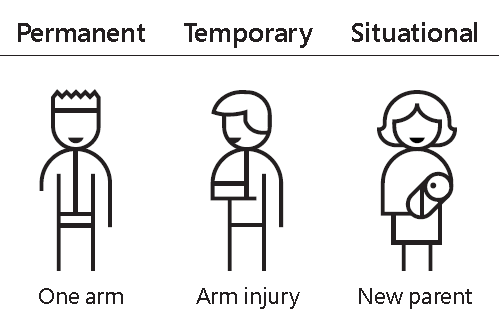 Permanent Temporary Situational
One arm Arm injury New parent